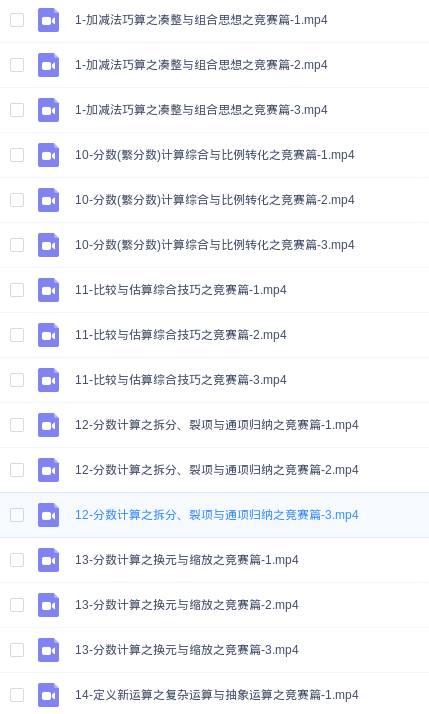 1-加减法巧算之凑整与组合思想之竞赛篇-1.mp4
1-加减法巧算之凑整与组合思想之竞赛篇-2.mp4
1-加减法巧算之凑整与组合思想之竞赛篇-3.mp4
10-分数(繁分数)计算综合与比例转化之竞赛篇-1.mp4
10-分数(繁分数)计算综合与比例转化之竞赛篇-2.mp4
10-分数(繁分数)计算综合与比例转化之竞赛篇-3.mp4
11-比较与估算综合技巧之竞赛篇-1.mp4
11-比较与估算综合技巧之竞赛篇-2.mp4
11-比较与估算综合技巧之竞赛篇-3.mp4
12-分数计算之拆分、裂项与通项归纳之竞赛篇-1.mp4
12-分数计算之拆分、裂项与通项归纳之竞赛篇-2.mp4
12-分数计算之拆分、裂项与通项归纳之竞赛篇-3.mp4
13-分数计算之换元与缩放之竞赛篇-1.mp4
13-分数计算之换元与缩放之竞赛篇-2.mp4
13-分数计算之换元与缩放之竞赛篇-3.mp4
14-定义新运算之复杂运算与抽象运算之竞赛篇-1.mp4